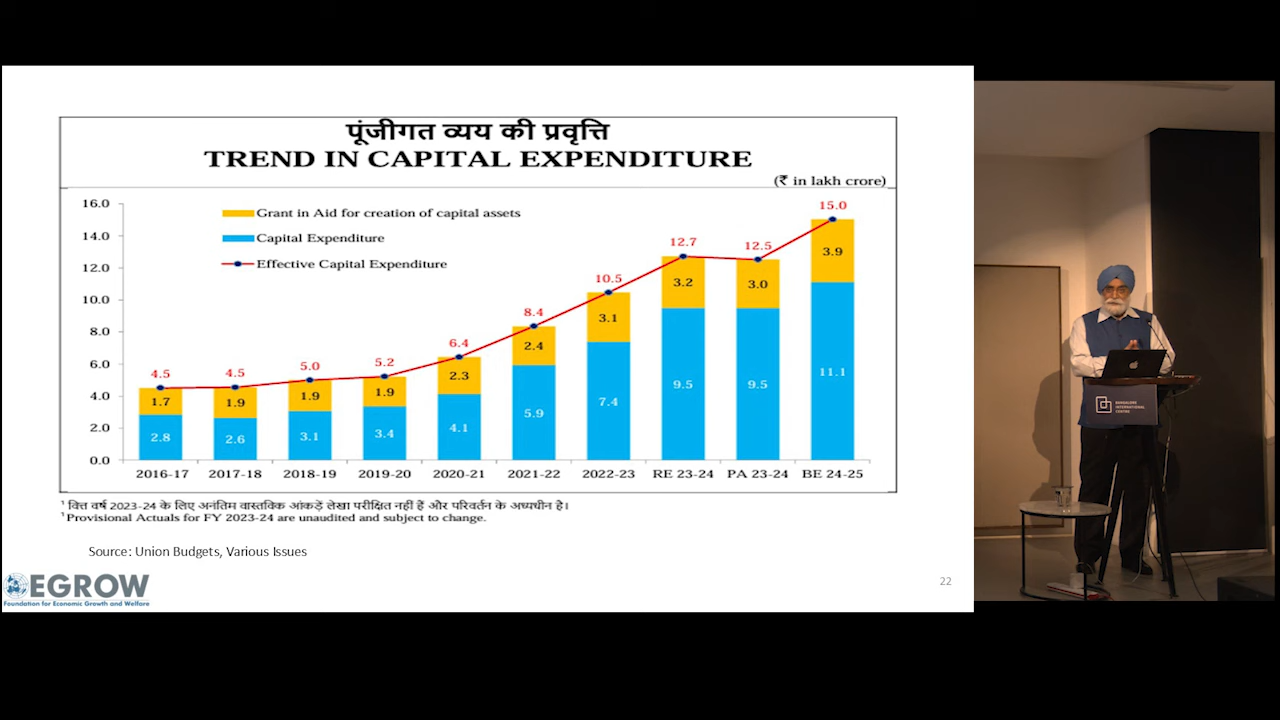 पूंजीगत व्यय की प्रवृत्ति
TREND IN CAPITAL EXPENDITURE
(₹ in lakh crore)
Grant in Aid for creation of capital assets
Capital Expenditure
Effective Capital Expenditure
16.0
14.0
12.0
10.0
8.0
6.0
4.0
2.0
0.0
4.5 4.5 5.0 5.2 6.4 8.4 10.5 12.7 12.5 15.0
1.7 1.9 1.9 1.9 2.3 2.4 3.1 3.2 3.0 3.9
2.8 2.6 3.1 3.4 4.1 5.9 7.4 9.5 9.5 11.1
2016-17 2017-18 2018-19 2019-20 2020-21 2021-22 2022-23 RE 23-24 PA 23-24 BE 24-25
¹ वित्त वर्ष 2023-24 के लिए अनंतिम वास्तविक आंकड़ें लेखा परीक्षित नहीं हैं और परिवर्तन के अध्यधीन है।
¹ Provisional Actuals for FY 2023-24 are unaudited and subject to change.
Source: Union Budgets, Various Issues
EGROW
Foundation for Economic Growth and Welfare
22
BANGALORE
INTERNATIONAL
CENTRE